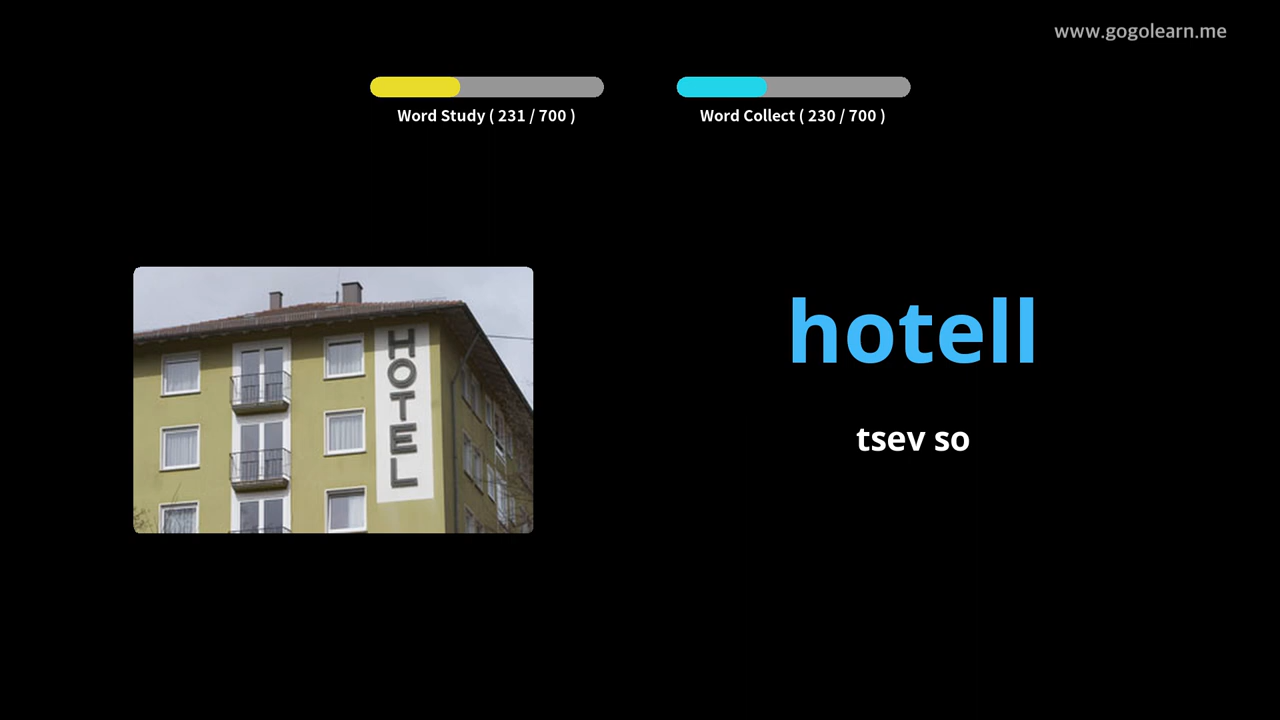 www.gogolearn.me
Word Study ( 231 / 700 )
Word Collect ( 230 / 700 )
HOTEL
hotell
tsev so